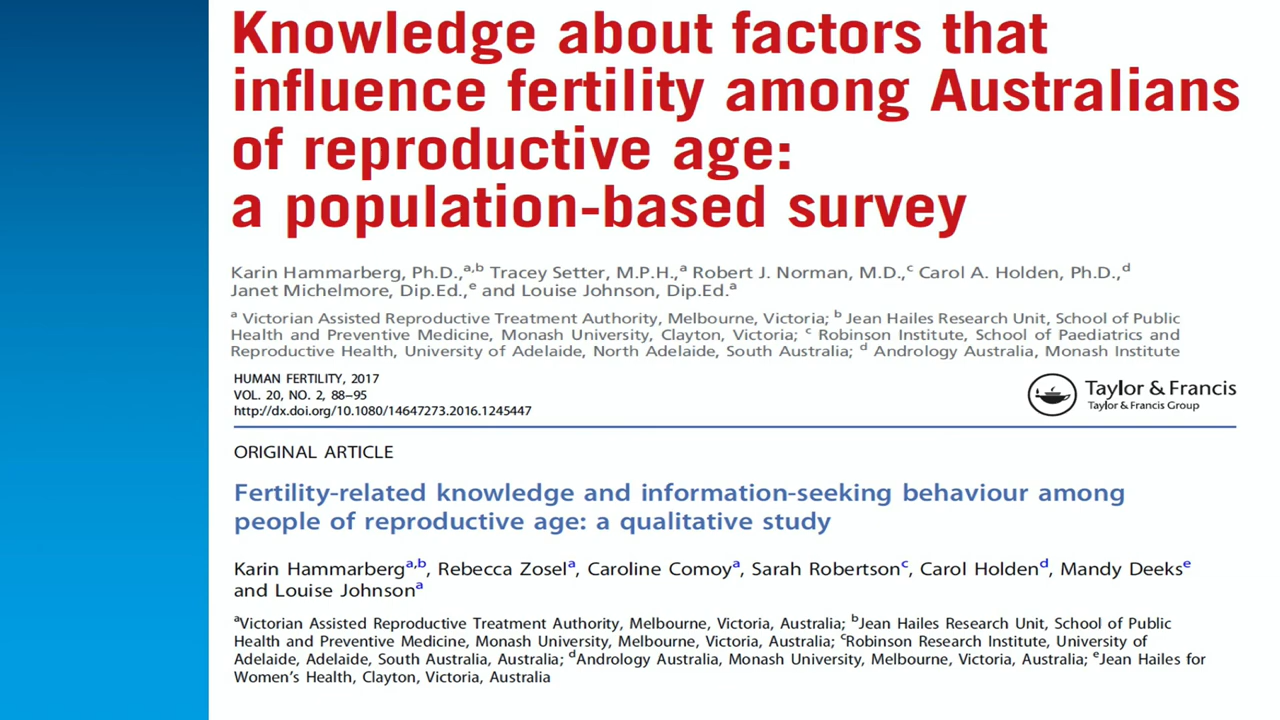 Knowledge about factors that
influence fertility among Australians
of reproductive age:
a population-based survey
Karin Hammarberg, Ph.D.,a,b Tracey Setter, M.P.H.,a Robert J. Norman, M.D.,c Carol A. Holden, Ph.D.,d
Janet Michelmore, Dip.Ed.,e and Louise Johnson, Dip.Ed.a
a Victorian Assisted Reproductive Treatment Authority, Melbourne, Victoria; b Jean Hailes Research Unit, School of Public
Health and Preventive Medicine, Monash University, Clayton, Victoria; c Robinson Institute, School of Paediatrics and
Reproductive Health, University of Adelaide, North Adelaide, South Australia; d Andrology Australia, Monash Institute
HUMAN FERTILITY, 2017
VOL. 20, NO. 2, 88–95
http://dx.doi.org/10.1080/14647273.2016.1245447
Taylor & Francis
Taylor & Francis Group
ORIGINAL ARTICLE
Fertility-related knowledge and information-seeking behaviour among
people of reproductive age: a qualitative study
Karin Hammarberga,b, Rebecca Zosela, Caroline Comoya, Sarah Robertsonc, Carol Holdend, Mandy Deekse
and Louise Johnsona
aVictorian Assisted Reproductive Treatment Authority, Melbourne, Victoria, Australia; bJean Hailes Research Unit, School of Public
Health and Preventive Medicine, Monash University, Melbourne, Victoria, Australia; cRobinson Research Institute, University of
Adelaide, Adelaide, South Australia, Australia; dAndrology Australia, Monash University, Melbourne, Victoria, Australia; eJean Hailes for
Women's Health, Clayton, Victoria, Australia